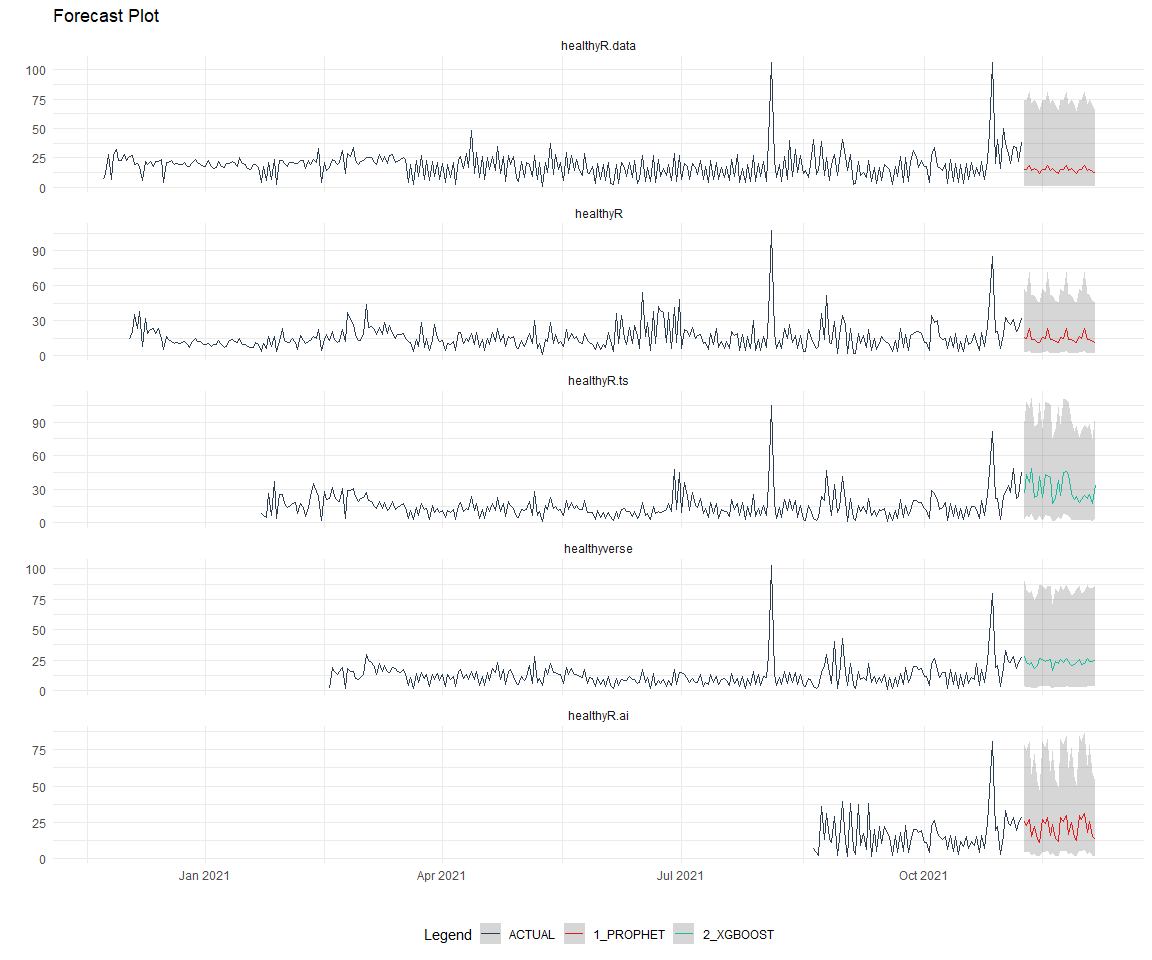 Forecast Plot
healthyR.data
100
75
50
25
0
healthyR
90
60
30
0
healthyR.ts
90
60
30
0
healthyverse
100
75
50
25
0
healthyR.ai
75
50
25
0
Jan 2021 Apr 2021 Jul 2021 Oct 2021
Legend ACTUAL 1_PROPHET 2_XGBOOST